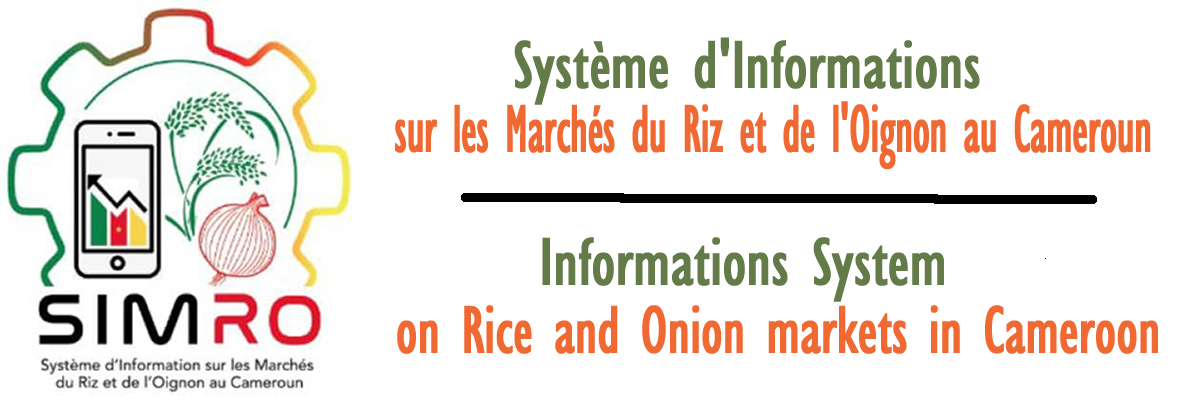 SIMRO
Système d'Information sur les Marchés
du Riz et de l'Oignon au Cameroun
Système d'Informations
sur les Marchés du Riz et de l'Oignon au Cameroun
Informations System
on Rice and Onion markets in Cameroon